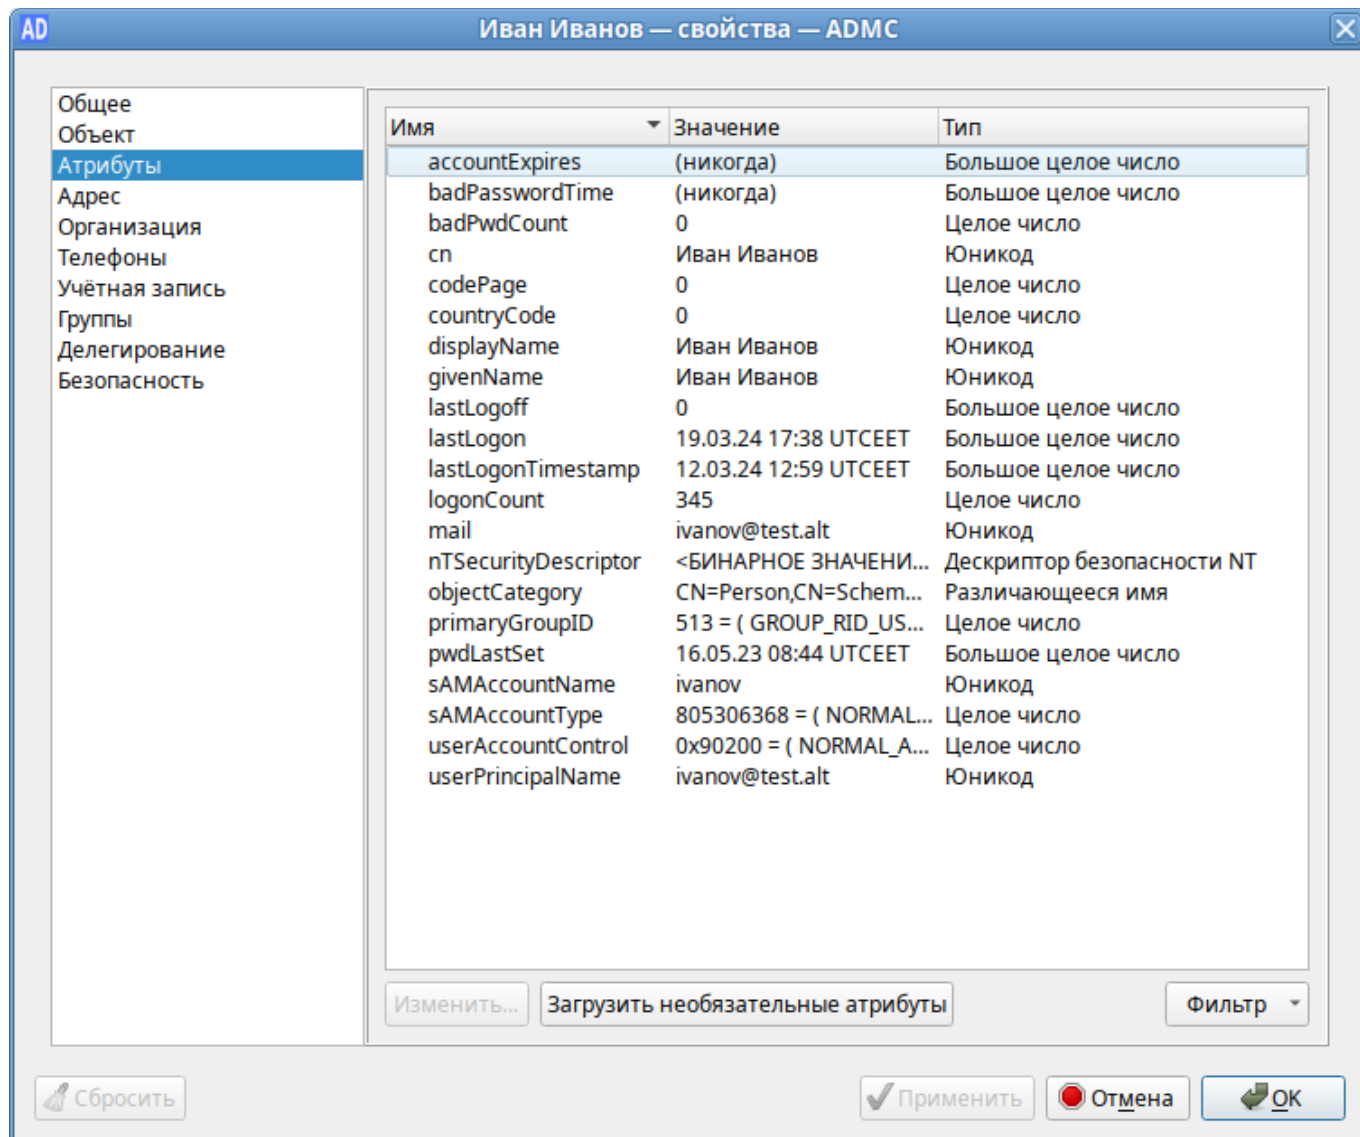 AD Иван Иванов — свойства — ADMC
Общее
Объект
Атрибуты
Адрес
Организация
Телефоны
Учётная запись
Группы
Делегирование
Безопасность
Имя Значение Тип
accountExpires (никогда) Большое целое число
badPasswordTime (никогда) Большое целое число
badPwdCount 0 Целое число
cn Иван Иванов Юникод
codePage 0 Целое число
countryCode 0 Целое число
displayName Иван Иванов Юникод
givenName Иван Иванов Юникод
lastLogoff 0 Большое целое число
lastLogon 19.03.24 17:38 UTCEET Большое целое число
lastLogonTimestamp 12.03.24 12:59 UTCEET Большое целое число
logonCount 345 Целое число
mail ivanov@test.alt Юникод
nTSecurityDescriptor <БИНАРНОЕ ЗНАЧЕНИ... Дескриптор безопасности NT
objectCategory CN=Person,CN=Schem... Различающееся имя
primaryGroupID 513 = ( GROUP_RID_US... Целое число
pwdLastSet 16.05.23 08:44 UTCEET Большое целое число
sAMAccountName ivanov Юникод
sAMAccountType 805306368 = ( NORMAL... Целое число
userAccountControl 0x90200 = ( NORMAL_A... Целое число
userPrincipalName ivanov@test.alt Юникод
Изменить... Загрузить необязательные атрибуты Фильтр
Сбросить Применить Отмена OK